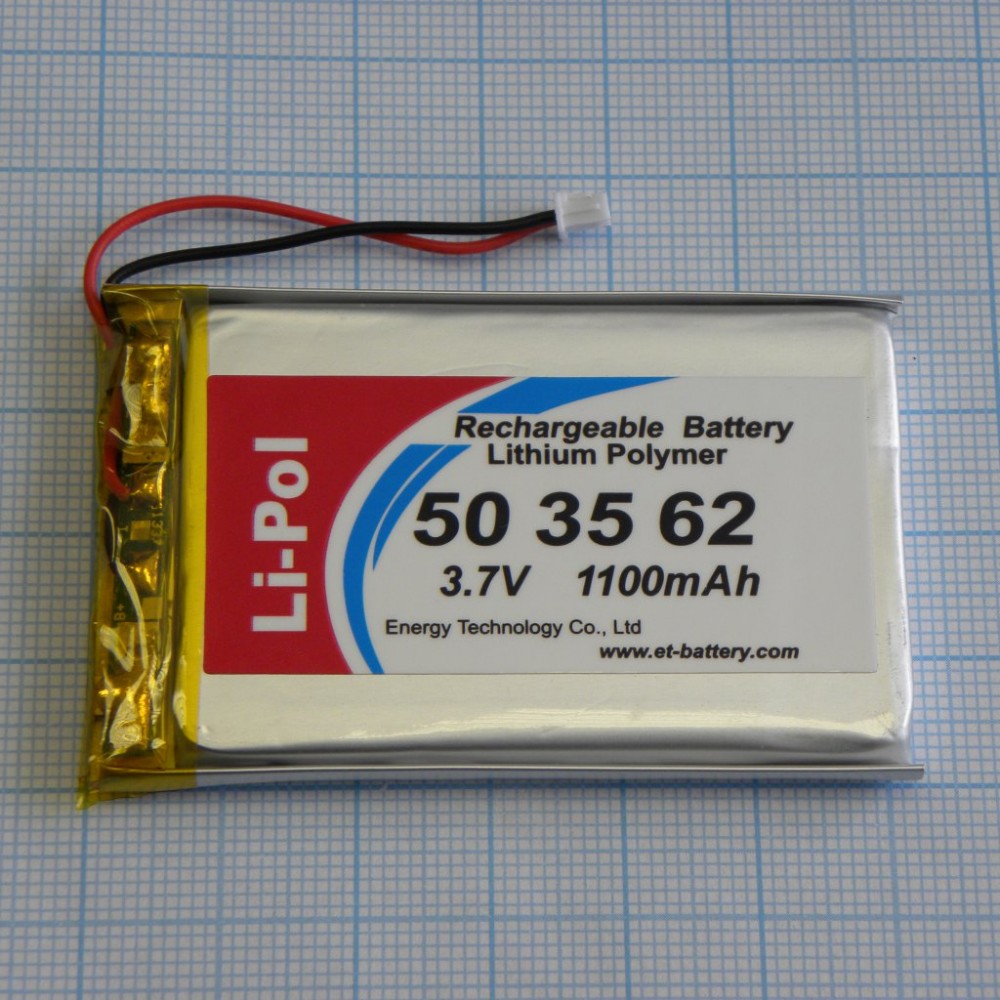 Li-Pol
Rechargeable Battery
Lithium Polymer
50 35 62
3.7V 1100mAh
Energy Technology Co., Ltd
www.et-battery.com
B+